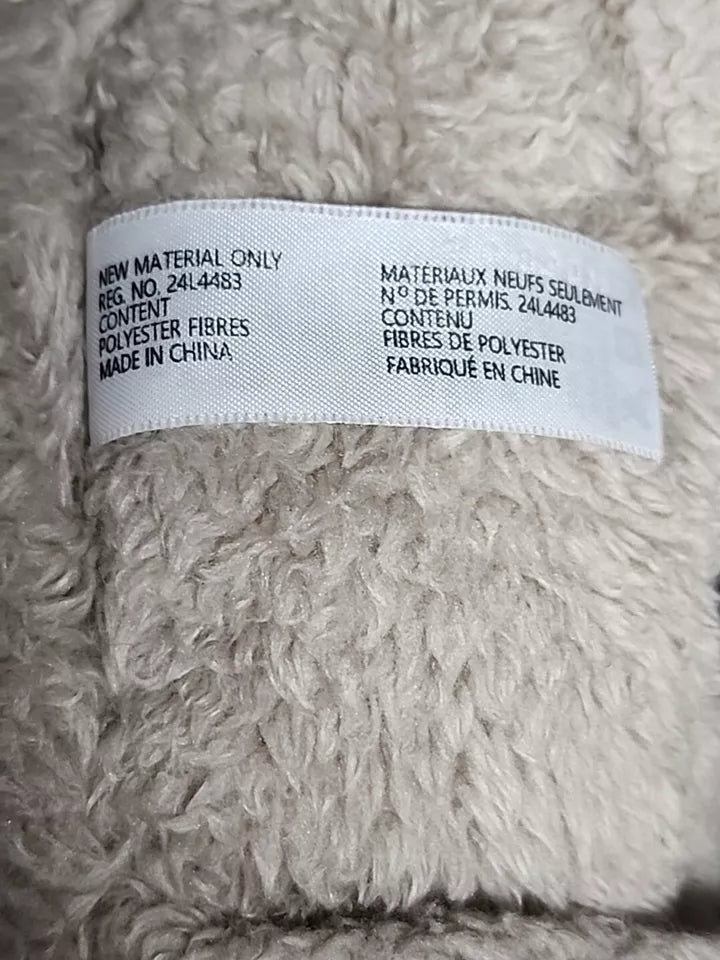 NEW MATERIAL ONLY
REG. NO. 24L4483
CONTENT
POLYESTER FIBRES
MADE IN CHINA
MATÉRIAUX NEUFS SEULEMENT
Nº DE PERMIS. 24L4483
CONTENU
FIBRES DE POLYESTER
FABRIQUÉ EN CHINE